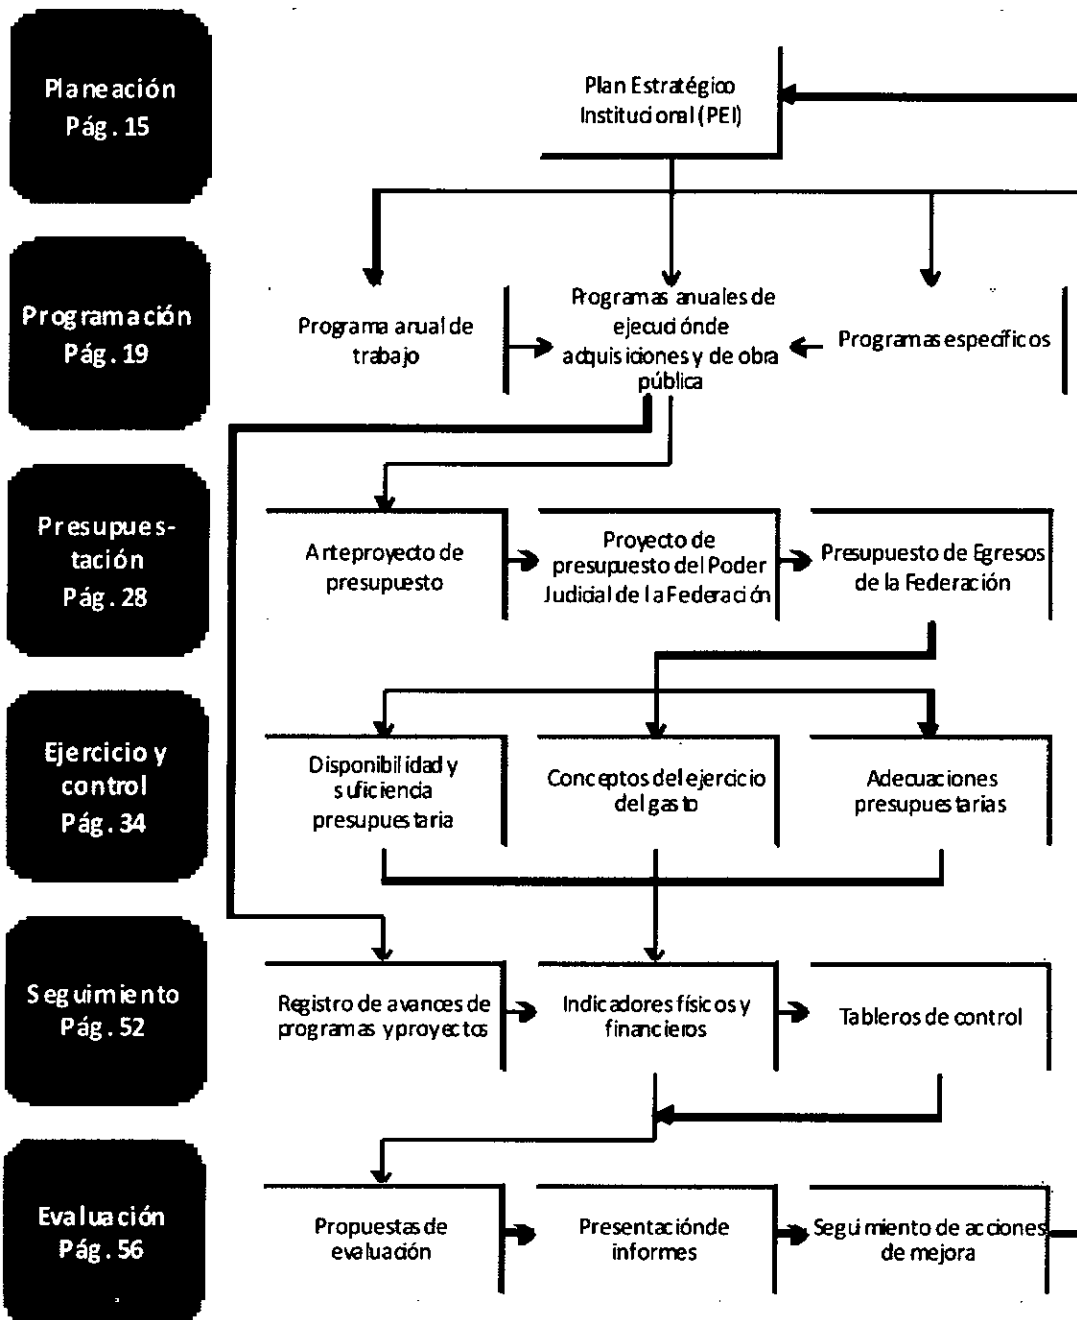 Planeación
Pág. 15
Plan Estratégico
Institucional (PEI)
Programación
Pág. 19
Programa anual de
trabajo
Programas anuales de
ejecución de
adquisiciones y de obra
pública
Programas específicos
Presupues-
tación
Pág. 28
Anteproyecto de
presupuesto
Proyecto de
presupuesto del Poder
Judicial de la Federación
Presupuesto de Egresos
de la Federación
Ejercicio y
control
Pág. 34
Disponibilidad y
suficiencia
presupuestaria
Conceptos del ejercicio
del gasto
Adecuaciones
presupuestarias
Seguimiento
Pág. 52
Registro de avances de
programas y proyectos
Indicadores físicos y
financieros
Tableros de control
Evaluación
Pág. 56
Propuestas de
evaluación
Presentación de
informes
Seguimiento de acciones
de mejora